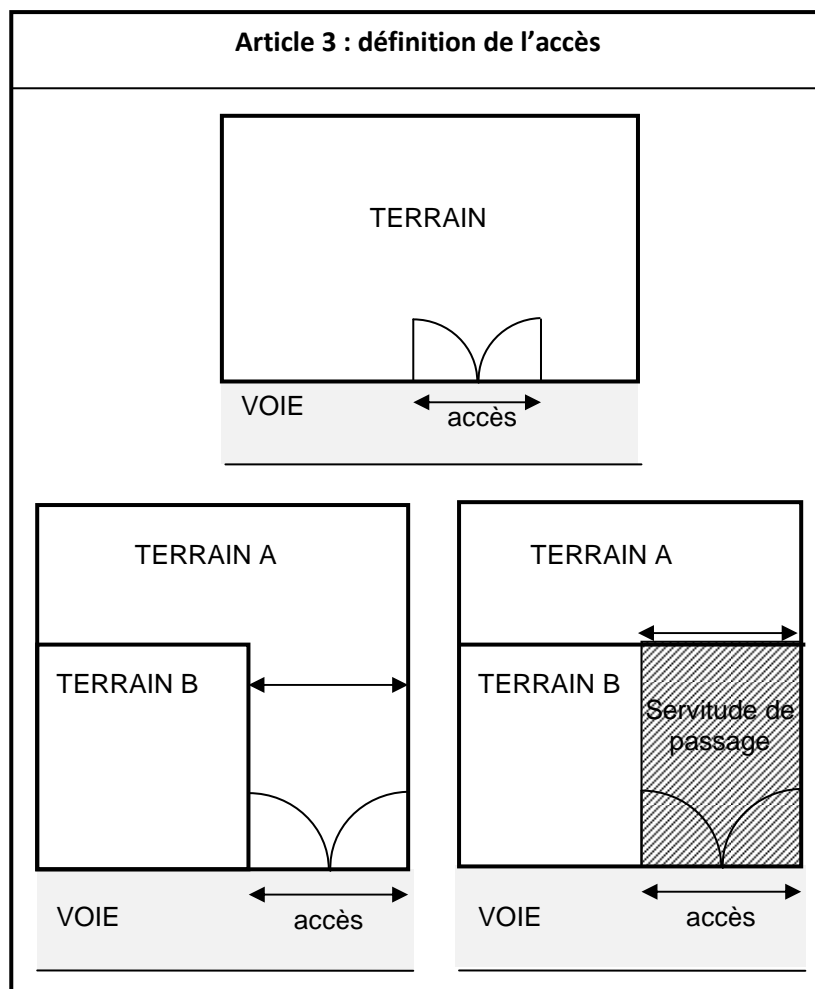 Article 3 : définition de l’accès
TERRAIN
VOIE
accès
TERRAIN A
TERRAIN B
VOIE
accès
TERRAIN A
TERRAIN B
Servitude de
passage
VOIE
accès